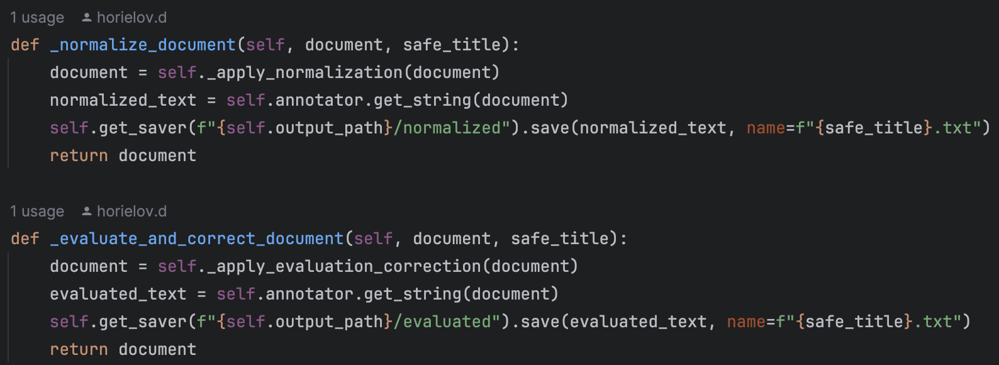 1 usage horielov.d
def _normalize_document(self, document, safe_title):
    document = self._apply_normalization(document)
    normalized_text = self.annotator.get_string(document)
    self.get_saver(f"{self.output_path}/normalized").save(normalized_text, name=f"{safe_title}.txt")
    return document
1 usage horielov.d
def _evaluate_and_correct_document(self, document, safe_title):
    document = self._apply_evaluation_correction(document)
    evaluated_text = self.annotator.get_string(document)
    self.get_saver(f"{self.output_path}/evaluated").save(evaluated_text, name=f"{safe_title}.txt")
    return document